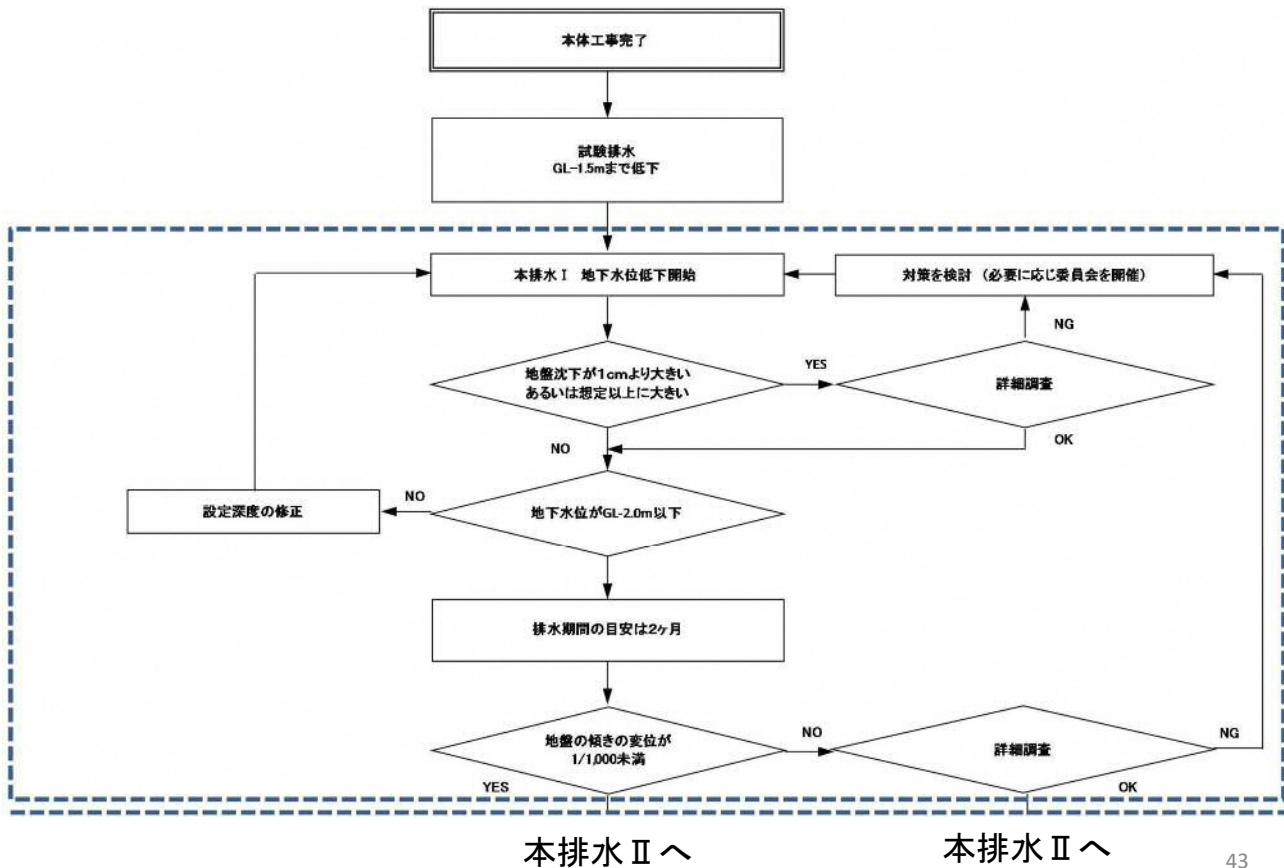 本体工事完了
試験排水
GL-1.5mまで低下
本排水Ⅰ 地下水位低下開始
対策を検討 (必要に応じ委員会を開催)
NG
地盤沈下が1cmより大きい
あるいは想定以上に大きい
YES
詳細調査
NO
OK
設定深度の修正
NO
地下水位がGL-2.0m以下
排水期間の目安は2ヶ月
地盤の傾きの変位が
1/1,000未満
NO
詳細調査
NG
YES
OK
本排水Ⅱへ
本排水Ⅱへ
43